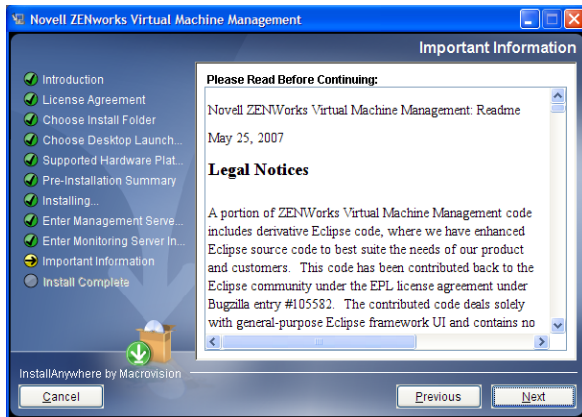 Novell ZENworks Virtual Machine Management
Important Information
Introduction
License Agreement
Choose Install Folder
Choose Desktop Launch...
Supported Hardware Plat...
Pre-Installation Summary
Installing...
Enter Management Serve...
Enter Monitoring Server In...
Important Information
Install Complete
Please Read Before Continuing:
Novell ZENWorks Virtual Machine Management: Readme
May 25, 2007
Legal Notices
A portion of ZENWorks Virtual Machine Management code
includes derivative Eclipse code, where we have enhanced
Eclipse source code to best suite the needs of our product
and customers.  This code has been contributed back to the
Eclipse community under the EPL license agreement under
Bugzilla entry #105582.  The contributed code deals solely
with general-purpose Eclipse framework UI and contains no
InstallAnywhere by Macrovision
Cancel
Previous
Next